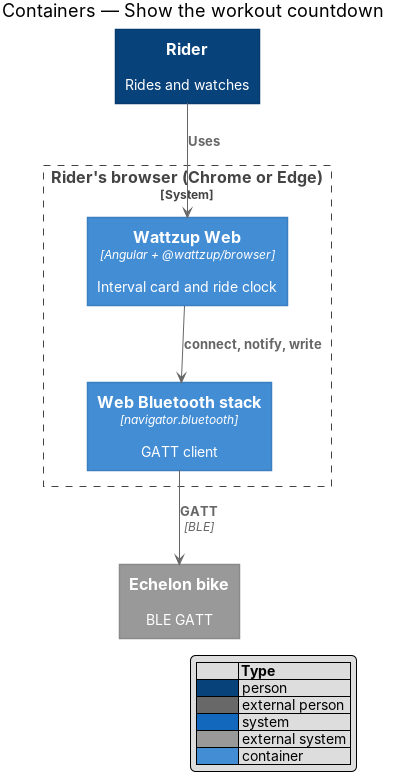 Containers — Show the workout countdown
Rider
Rides and watches
Uses
Rider's browser (Chrome or Edge)
[System]
Wattzup Web
[Angular + @wattzup/browser]
Interval card and ride clock
connect, notify, write
Web Bluetooth stack
[navigator.bluetooth]
GATT client
GATT
[BLE]
Echelon bike
BLE GATT
Type
person
external person
system
external system
container